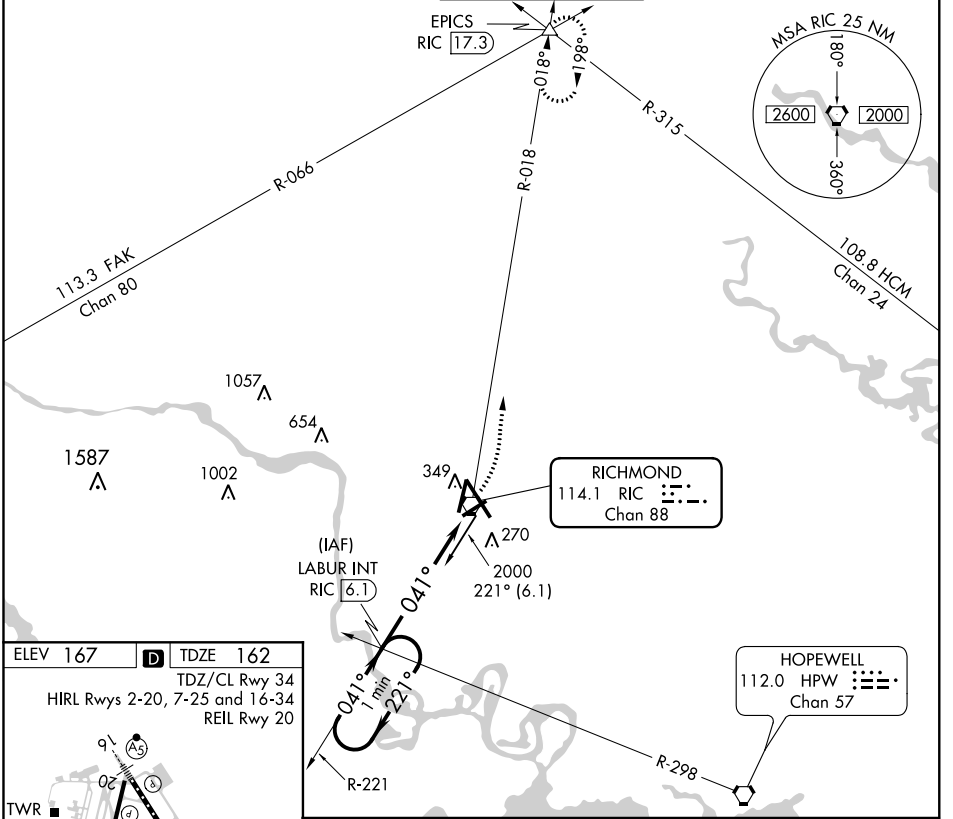 EPICS
RIC 17.3
018°
198°
MSA RIC 25 NM
180°
2600
2000
360°
R-066
R-018
R-315
113.3 FAK
Chan 80
108.8 HCM
Chan 24
1057
654
1587
1002
349
270
RICHMOND
114.1 RIC
Chan 88
(IAF)
LABUR INT
RIC 6.1
041°
2000
221° (6.1)
041°
1 min
221°
R-221
R-298
HOPEWELL
112.0 HPW
Chan 57
ELEV 167 D TDZE 162
TDZ/CL Rwy 34
HIRL Rwys 2-20, 7-25 and 16-34
REIL Rwy 20
16
A5
20
P
P
TWR